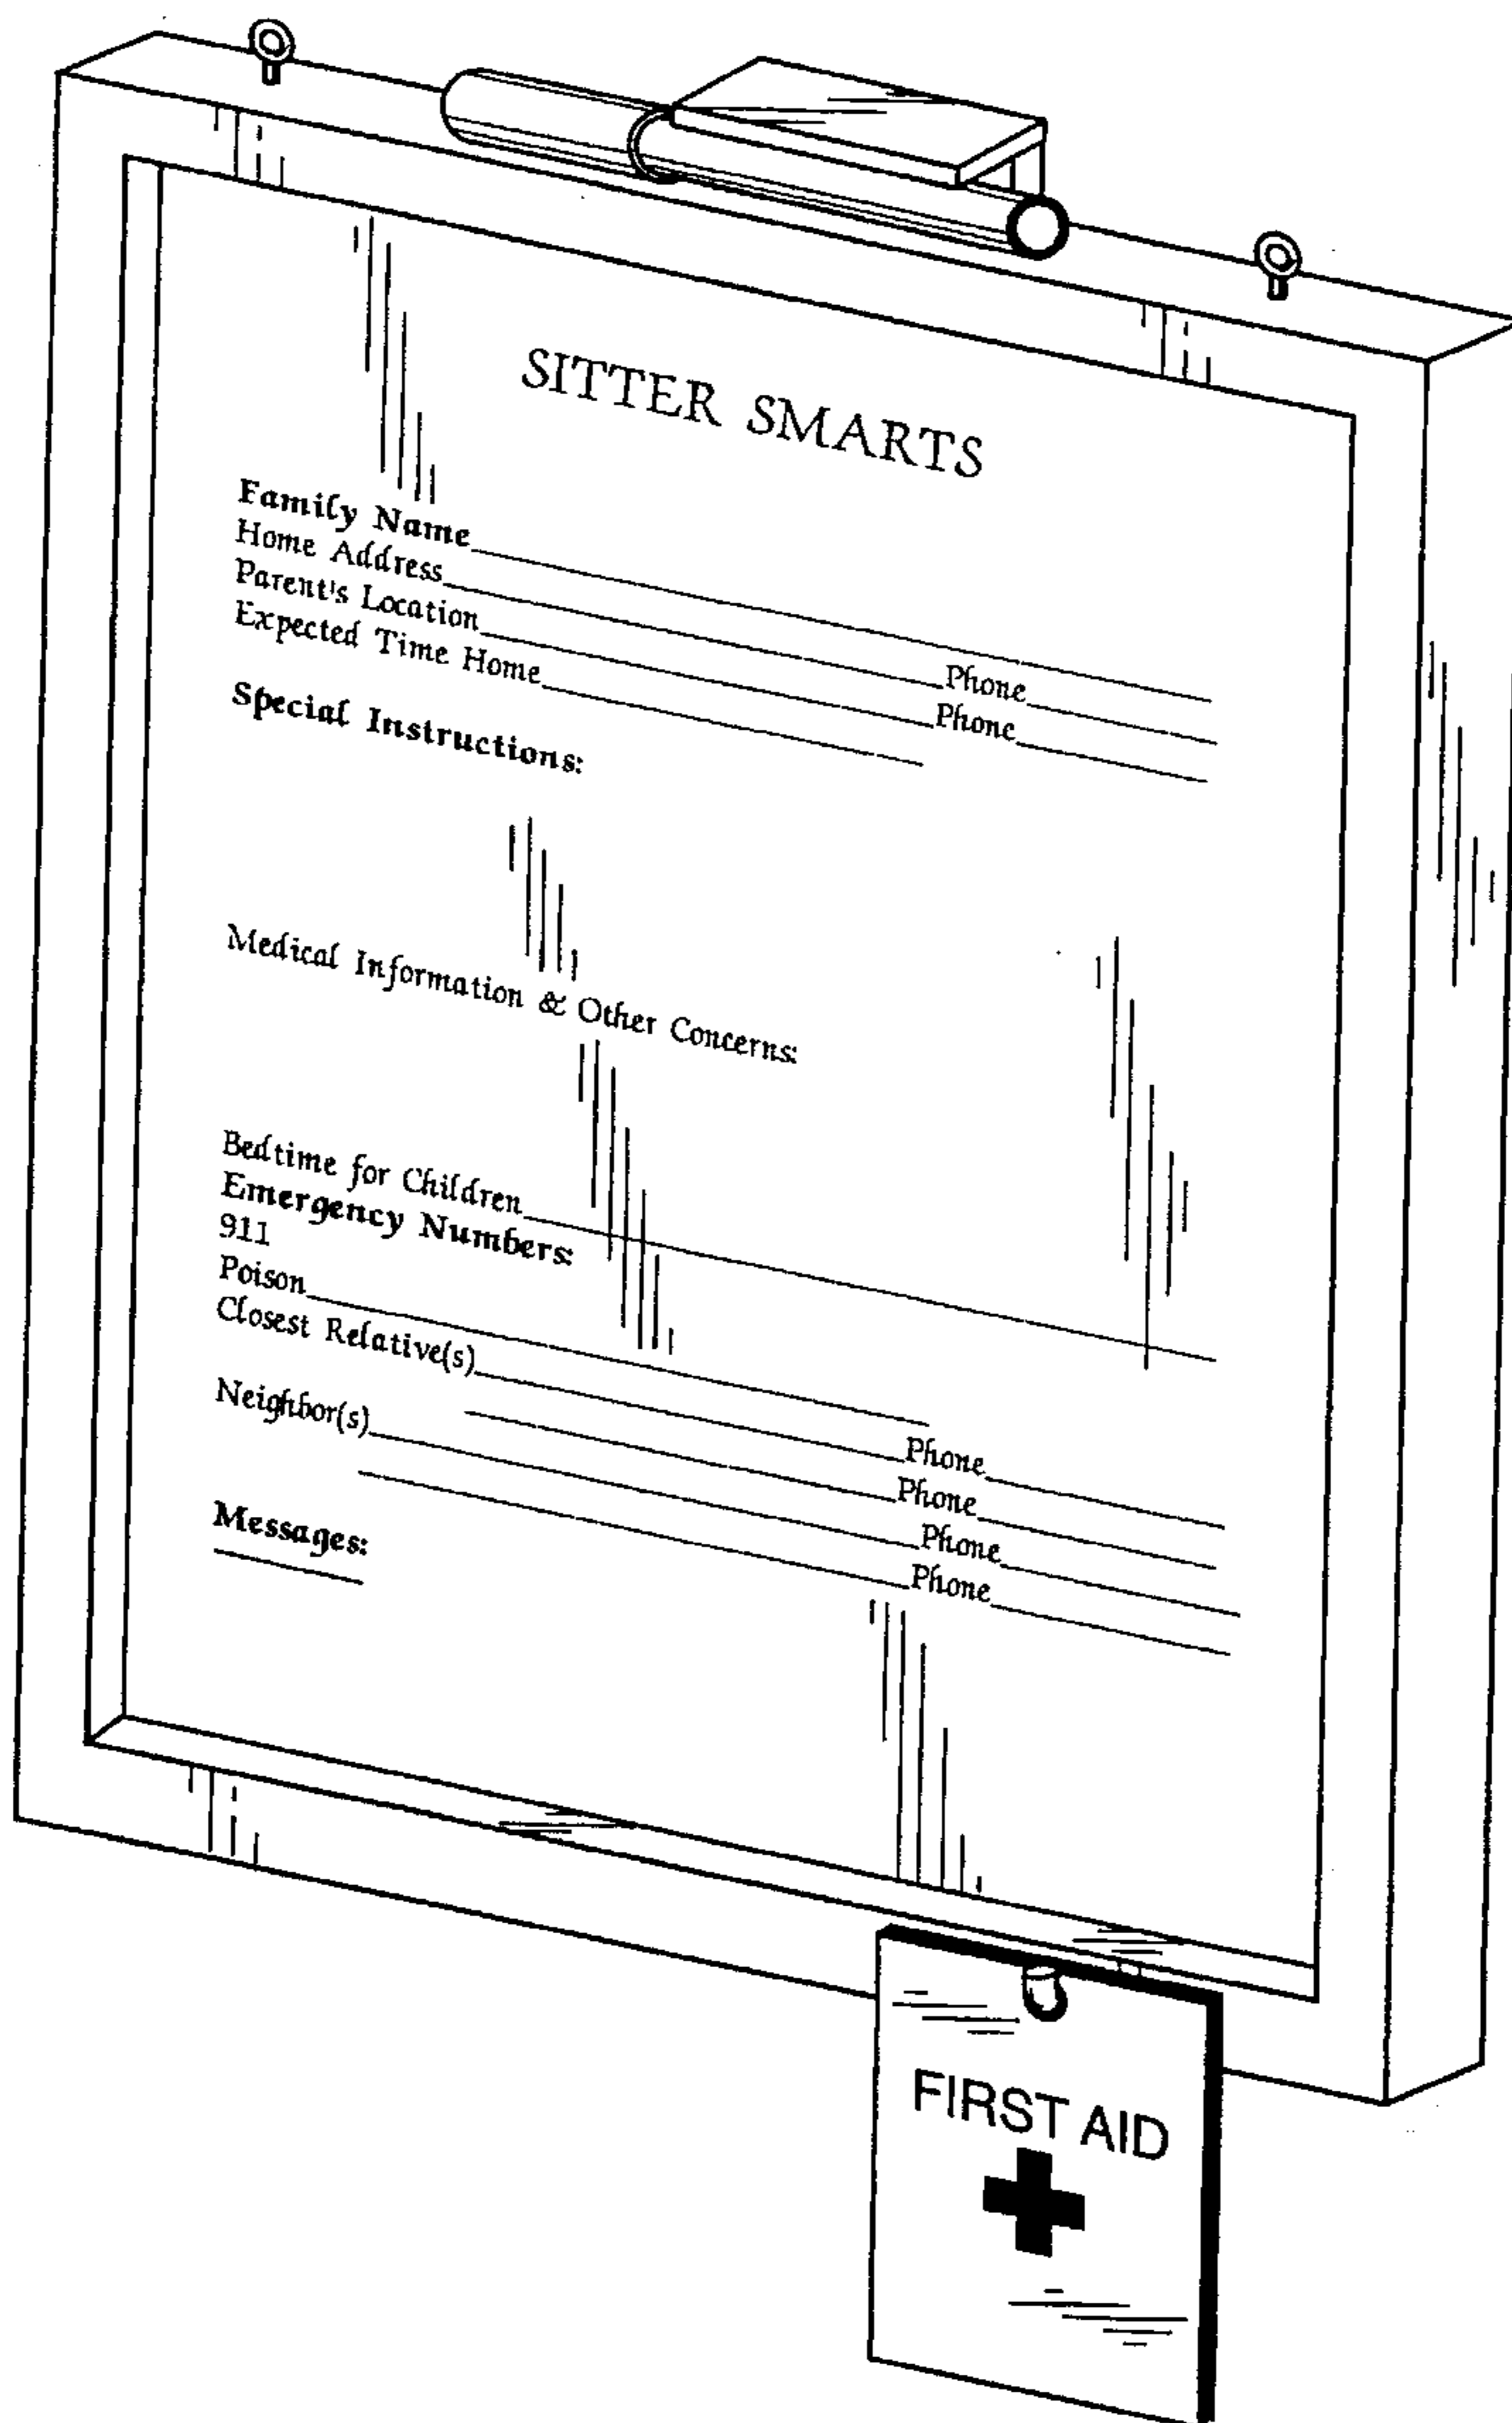 SITTER SMARTS
Family Name
Home Address Phone
Parent's Location Phone
Expected Time Home
Special Instructions:
Medical Information & Other Concerns:
Bedtime for Children
Emergency Numbers:
911
Poison
Closest Relative(s) Phone
Phone
Neighbor(s) Phone
Phone
Messages:
FIRST AID